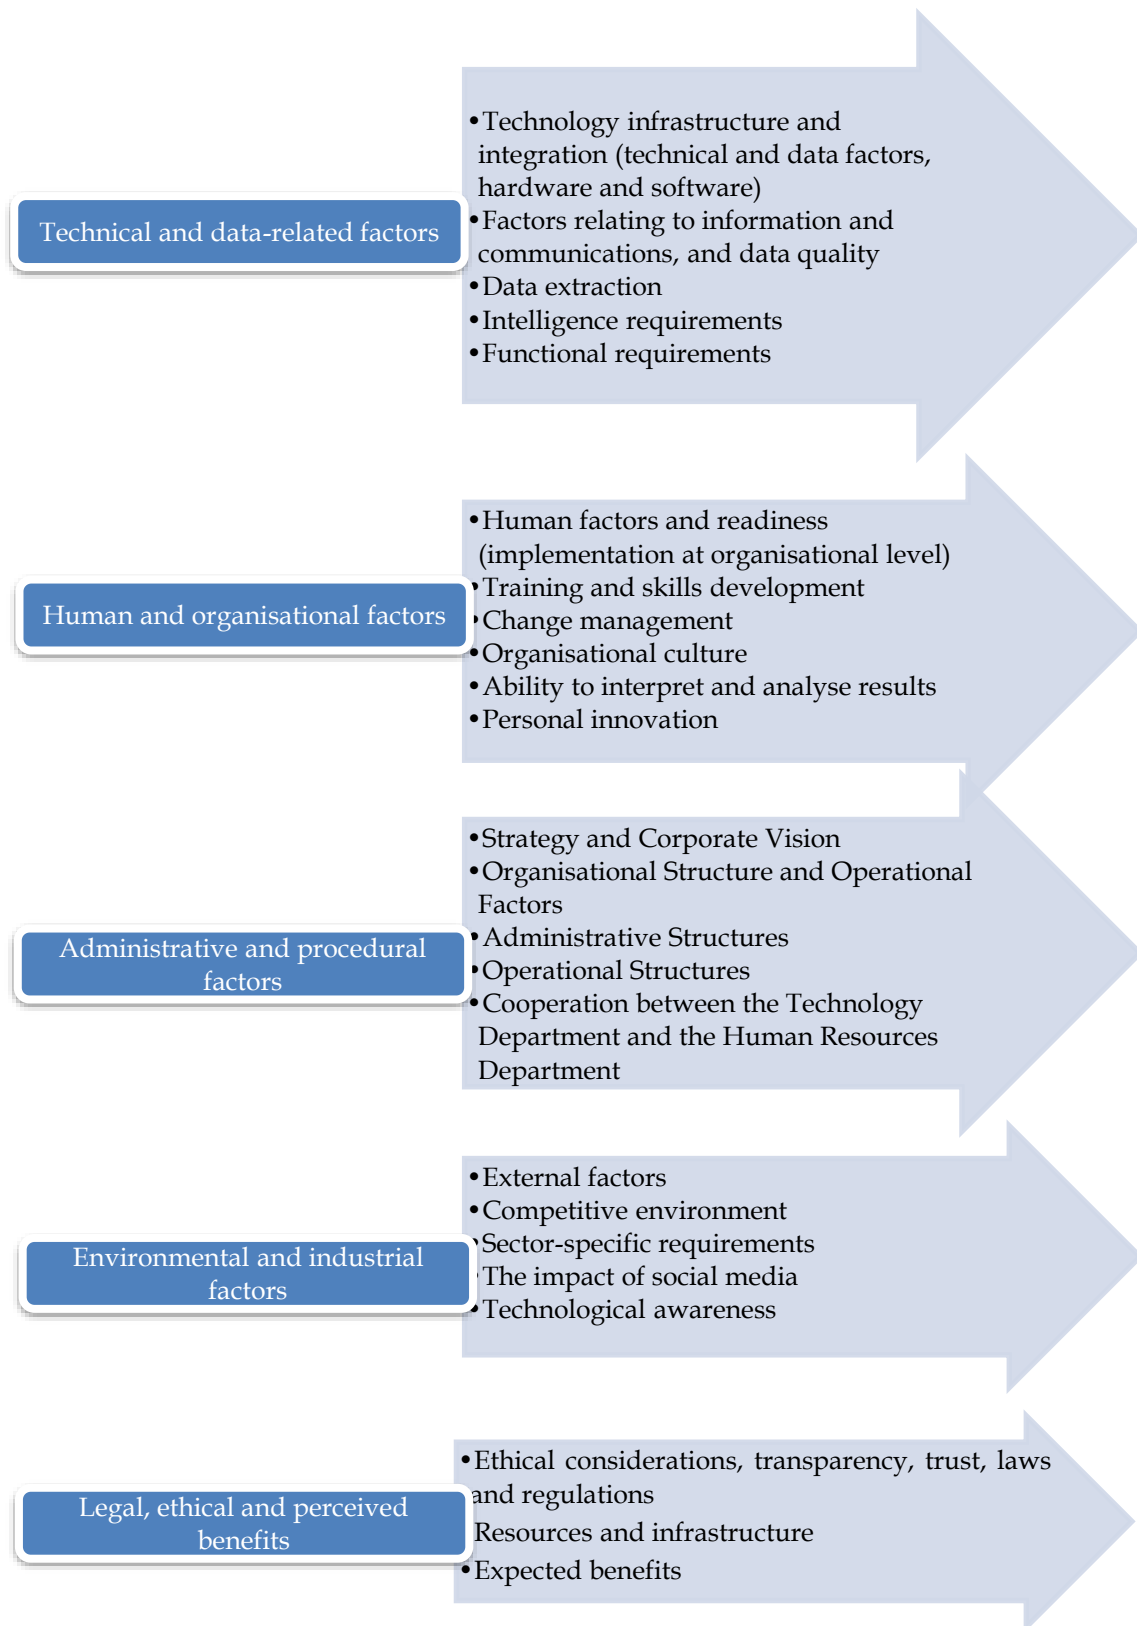 Technical and data-related factors
•Technology infrastructure and
integration (technical and data factors,
hardware and software)
•Factors relating to information and
communications, and data quality
•Data extraction
•Intelligence requirements
•Functional requirements
Human and organisational factors
•Human factors and readiness
(implementation at organisational level)
•Training and skills development
•Change management
•Organisational culture
•Ability to interpret and analyse results
•Personal innovation
Administrative and procedural
factors
•Strategy and Corporate Vision
•Organisational Structure and Operational
Factors
•Administrative Structures
•Operational Structures
•Cooperation between the Technology
Department and the Human Resources
Department
Environmental and industrial
factors
•External factors
•Competitive environment
•Sector-specific requirements
•The impact of social media
•Technological awareness
Legal, ethical and perceived
benefits
•Ethical considerations, transparency, trust, laws
and regulations
Resources and infrastructure
•Expected benefits